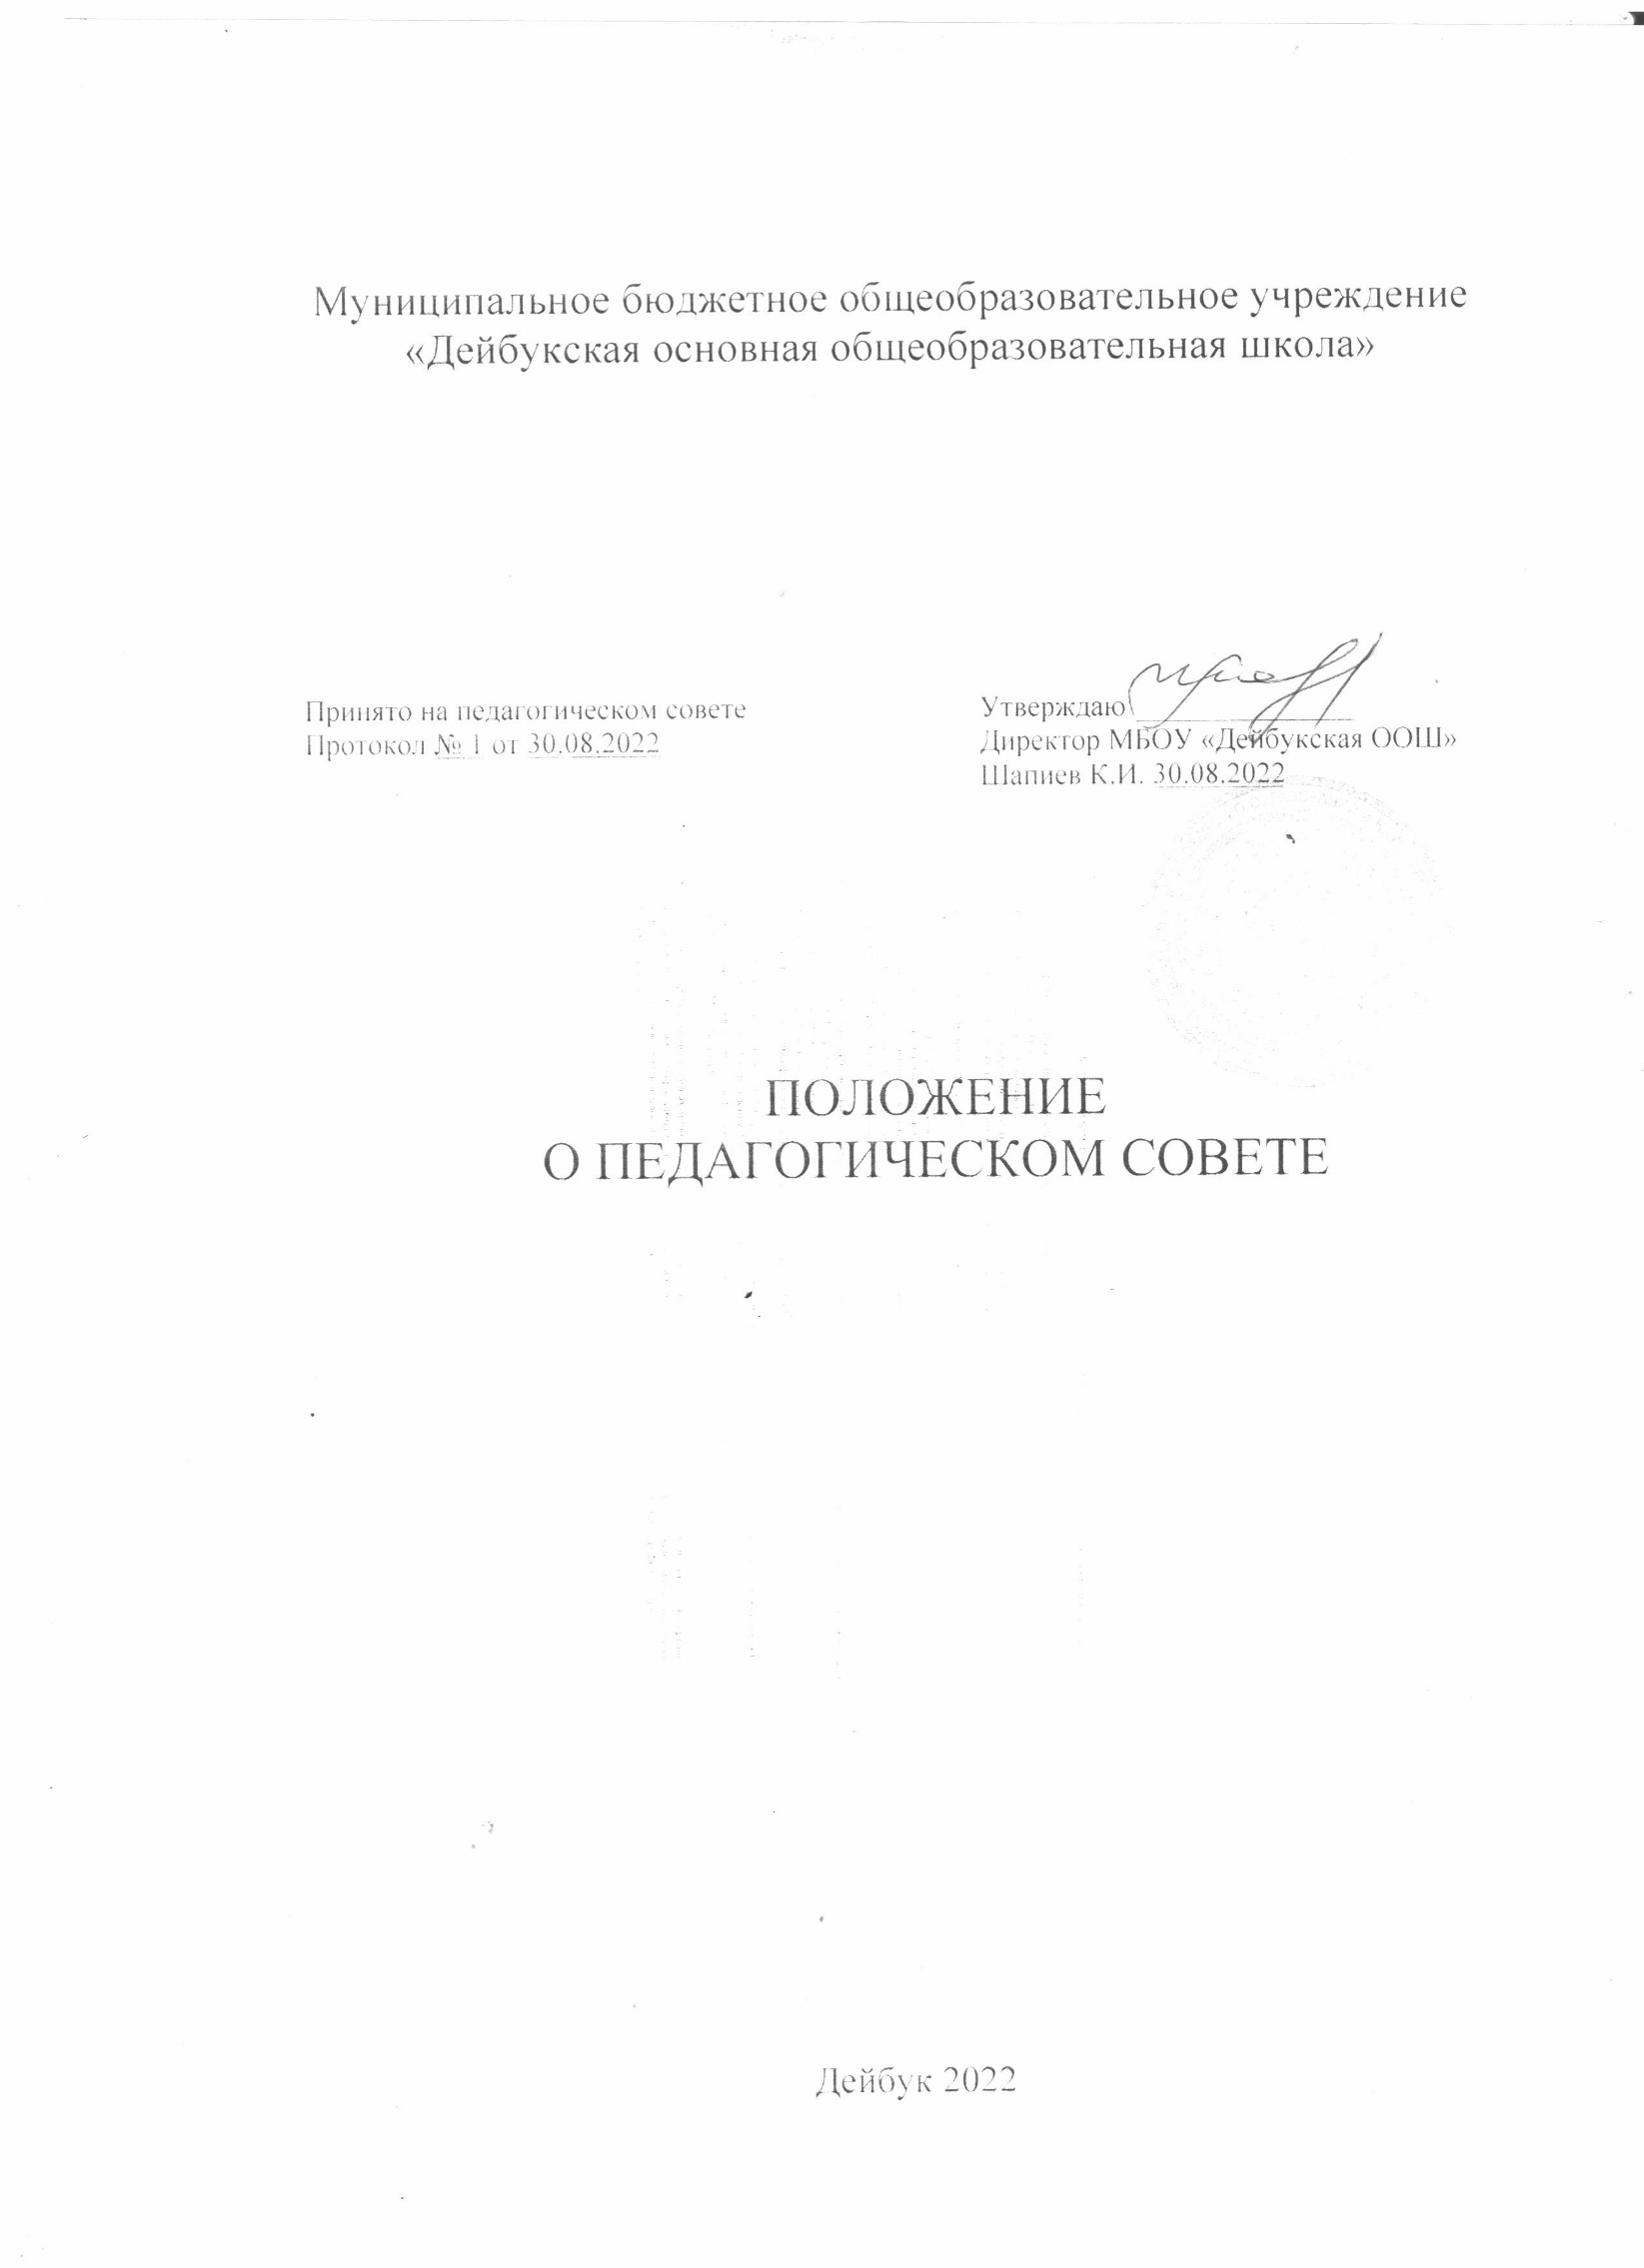 Муниципальное бюджетное общеобразовательное учреждение
«Дейбукская основная общеобразовательная школа»
Принято на педагогическом совете
Протокол № 1 от 30.08.2022
Утверждаю
Директор МБОУ «Дейбукская ООШ»
Шапиев К.И. 30.08.2022
ПОЛОЖЕНИЕ
О ПЕДАГОГИЧЕСКОМ СОВЕТЕ
Дейбук 2022